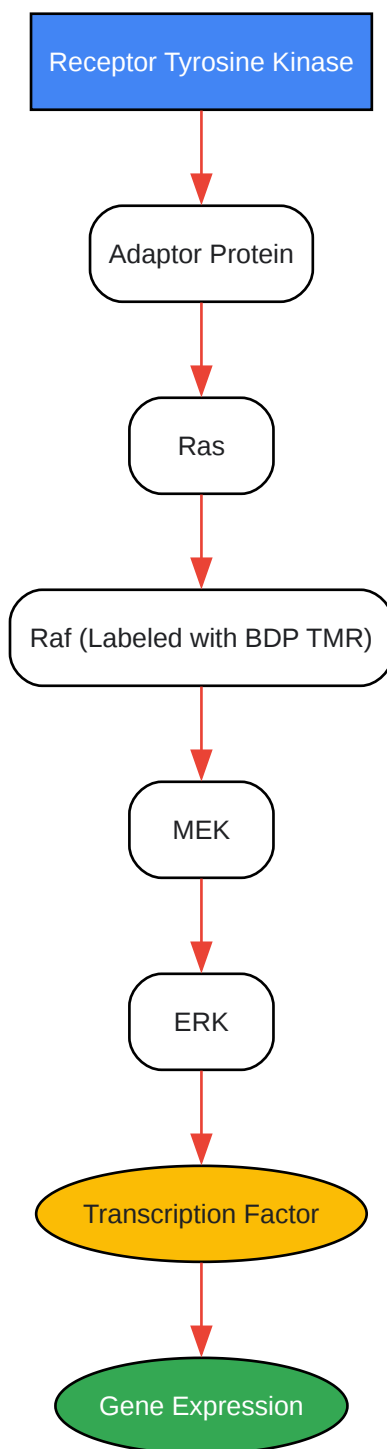 Receptor Tyrosine Kinase
Adaptor Protein
Ras
Raf (Labeled with BDP TMR)
MEK
ERK
Transcription Factor
Gene Expression